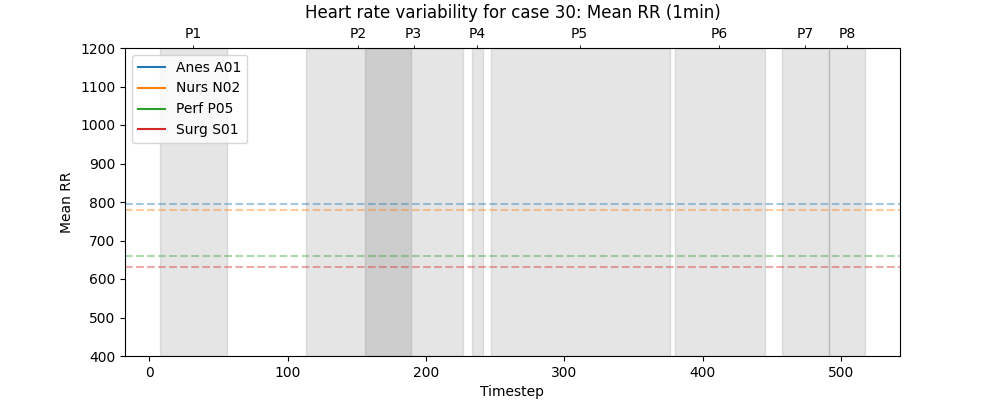 Heart rate variability for case 30: Mean RR (1min)
P1 P2 P3 P4 P5 P6 P7 P8
1200
1100
1000
900
800
700
600
500
400
Mean RR
Anes A01
Nurs N02
Perf P05
Surg S01
0 100 200 300 400 500
Timestep